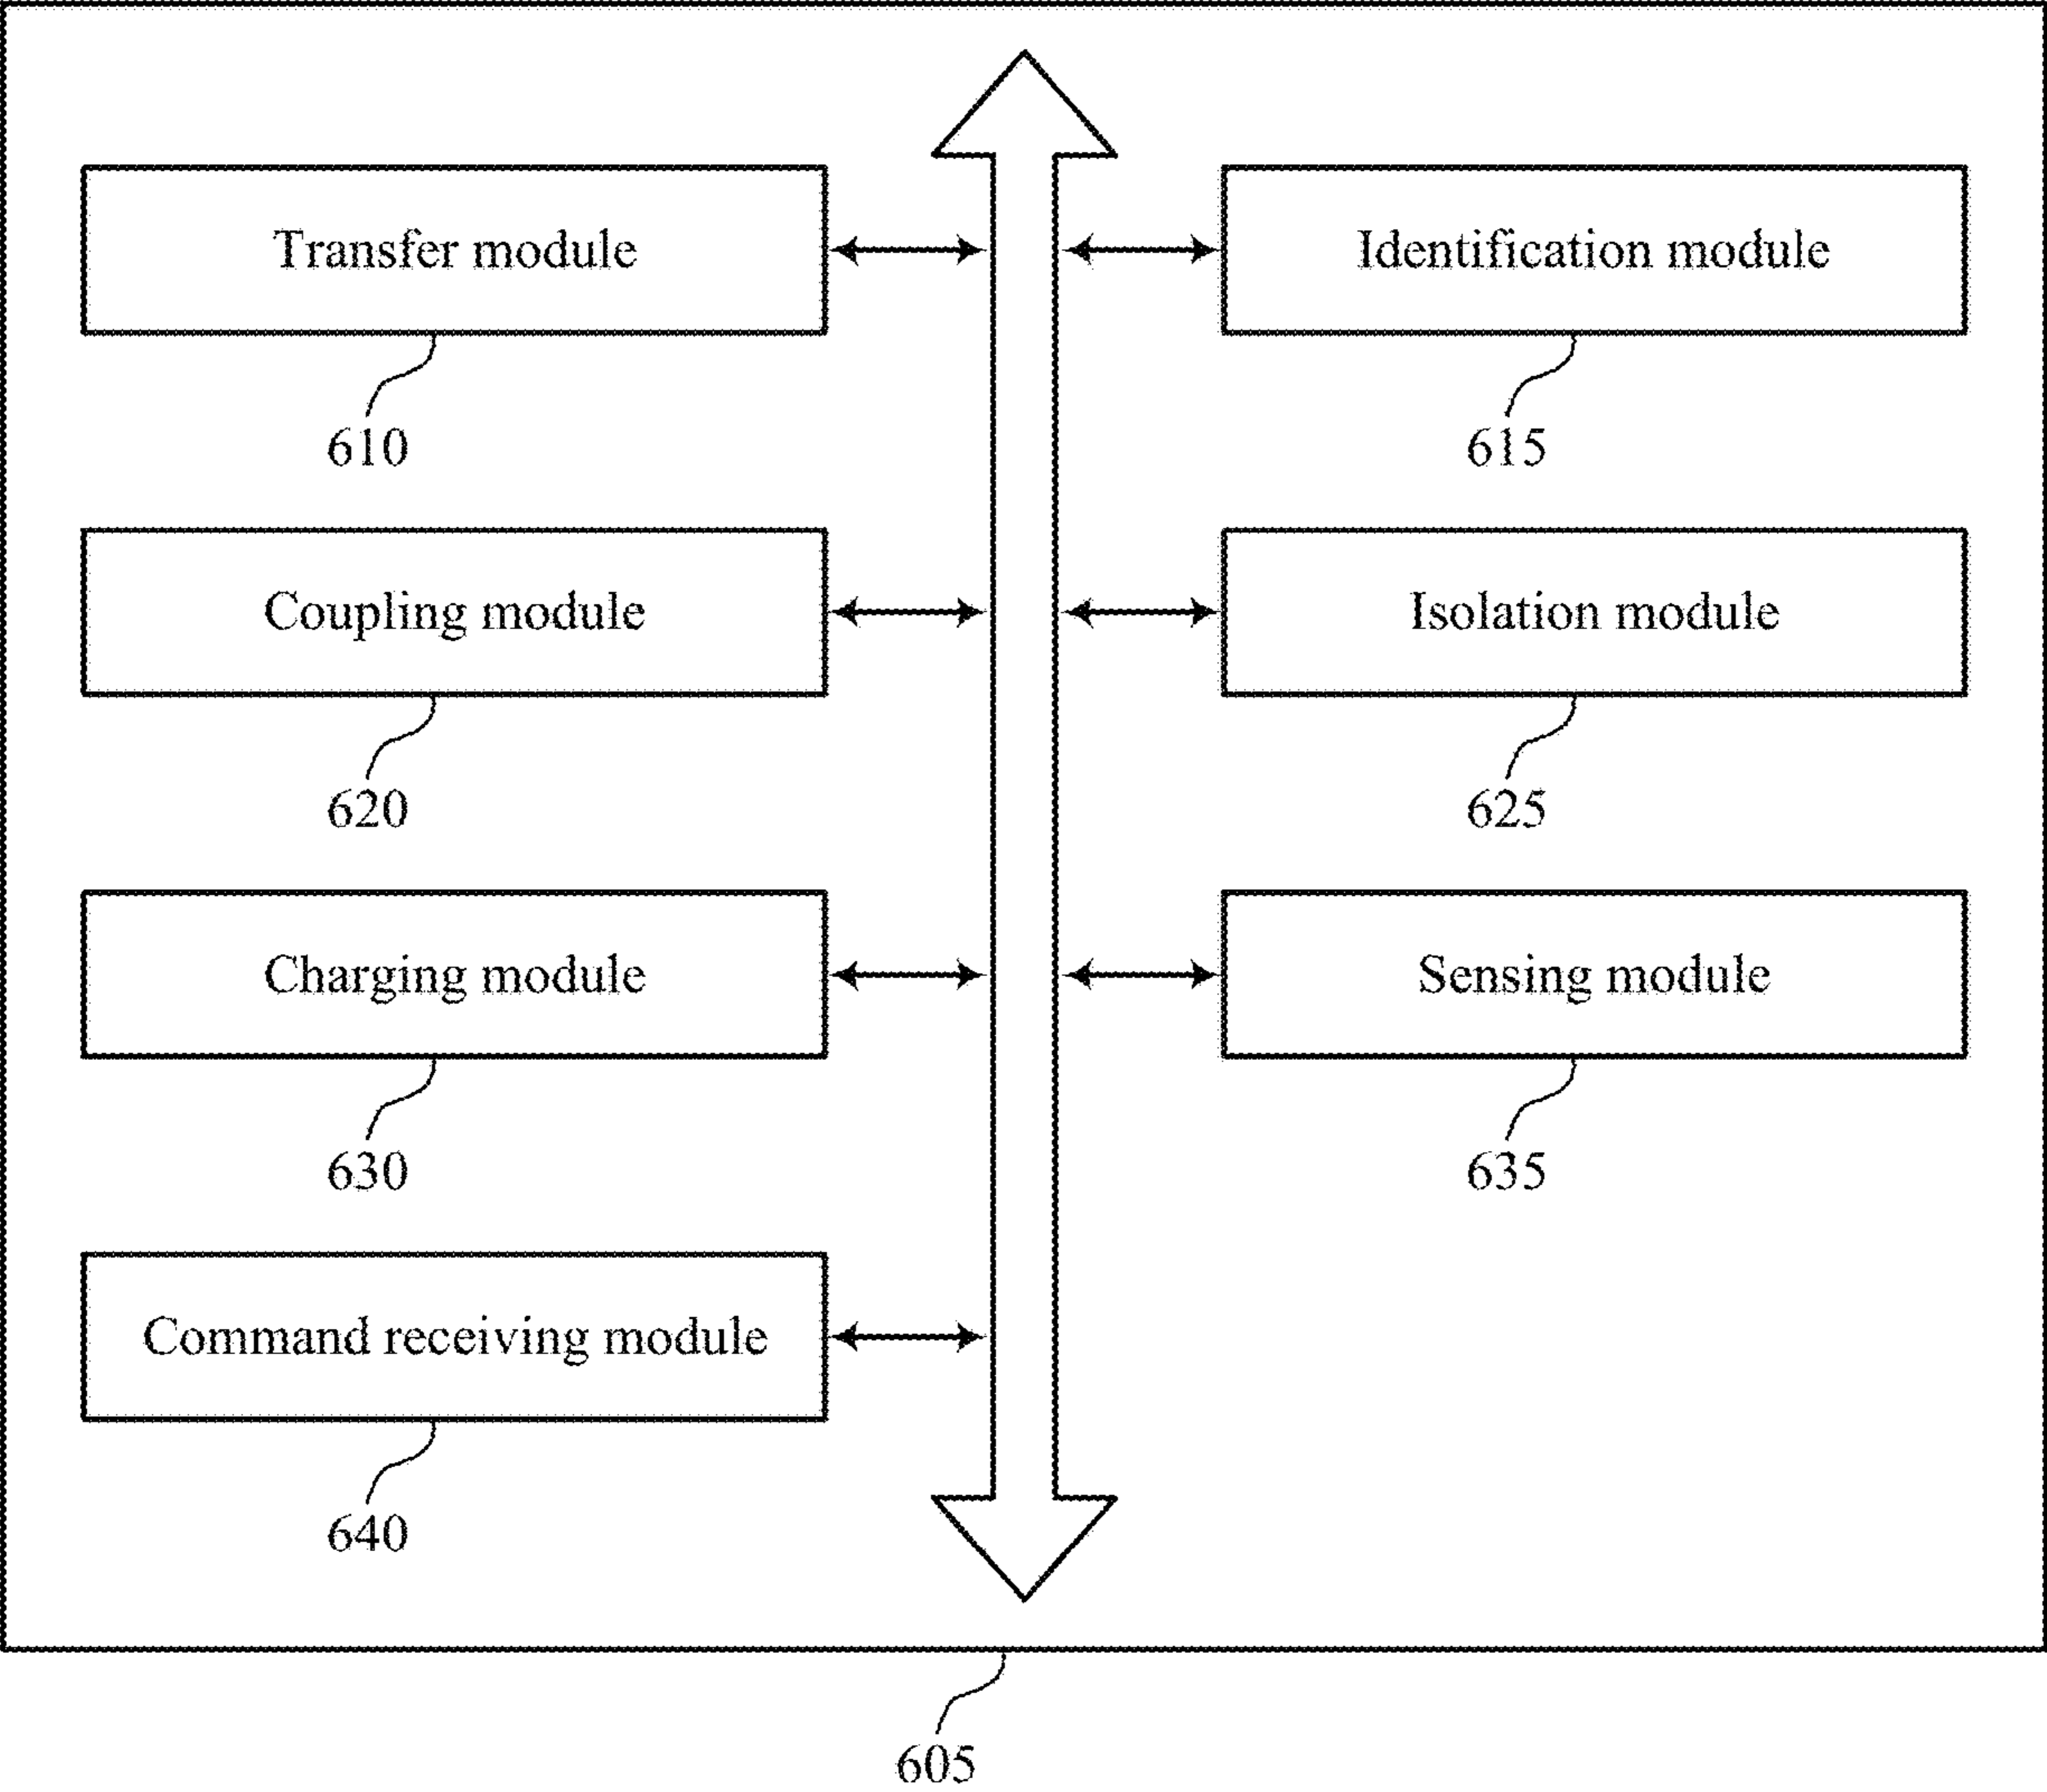 Transfer module
Identification module
610
615
Coupling module
Isolation module
620
625
Charging module
Sensing module
630
635
Command receiving module
640
605